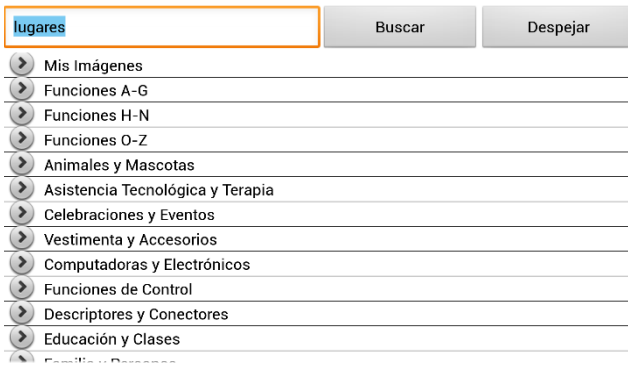 lugares Buscar Despejar
Mis Imágenes
Funciones A-G
Funciones H-N
Funciones O-Z
Animales y Mascotas
Asistencia Tecnológica y Terapia
Celebraciones y Eventos
Vestimenta y Accesorios
Computadoras y Electrónicos
Funciones de Control
Descriptores y Conectores
Educación y Clases